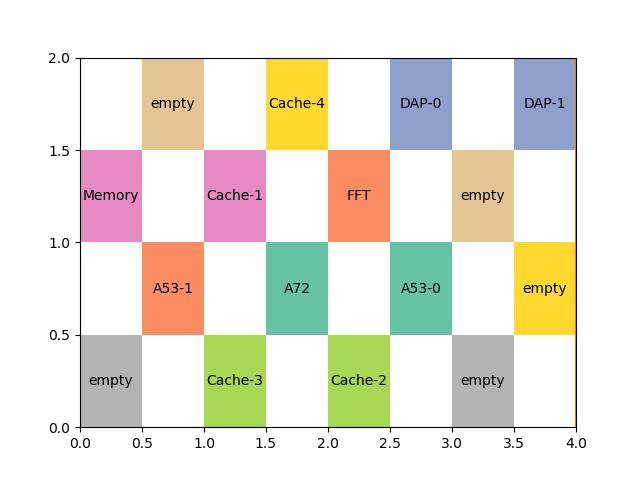 2.0
empty
Cache-4
DAP-0
DAP-1
1.5
Memory
Cache-1
FFT
empty
1.0
A53-1
A72
A53-0
empty
0.5
empty
Cache-3
Cache-2
empty
0.0
0.0 0.5 1.0 1.5 2.0 2.5 3.0 3.5 4.0